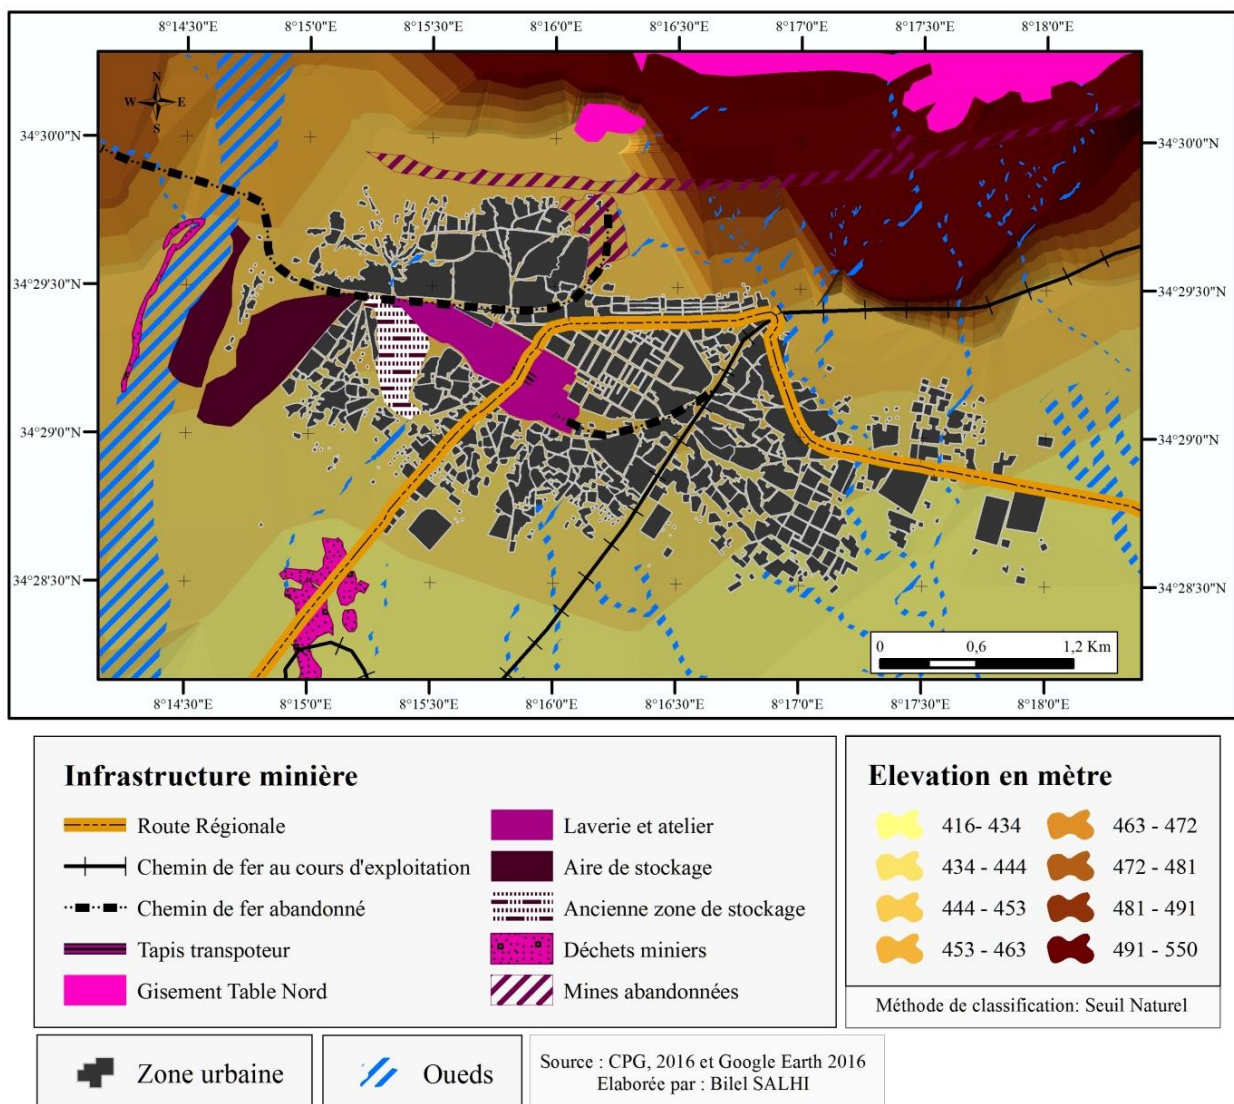 8°14'30"E 8°15'0"E 8°15'30"E 8°16'0"E 8°16'30"E 8°17'0"E 8°17'30"E 8°18'0"E
N
W E
S
34°30'0"N 34°30'0"N
34°29'30"N 34°29'30"N
34°29'0"N 34°29'0"N
34°28'30"N 34°28'30"N
0 0,6 1,2 Km
8°14'30"E 8°15'0"E 8°15'30"E 8°16'0"E 8°16'30"E 8°17'0"E 8°17'30"E 8°18'0"E
Infrastructure minière
Route Régionale
Chemin de fer au cours d'exploitation
Chemin de fer abandonné
Tapis transpoteur
Gisement Table Nord
Laverie et atelier
Aire de stockage
Ancienne zone de stockage
Déchets miniers
Mines abandonnées
Elevation en mètre
416- 434
434 - 444
444 - 453
453 - 463
463 - 472
472 - 481
481 - 491
491 - 550
Méthode de classification: Seuil Naturel
Zone urbaine
Oueds
Source : CPG, 2016 et Google Earth 2016
Elaborée par : Bilel SALHI